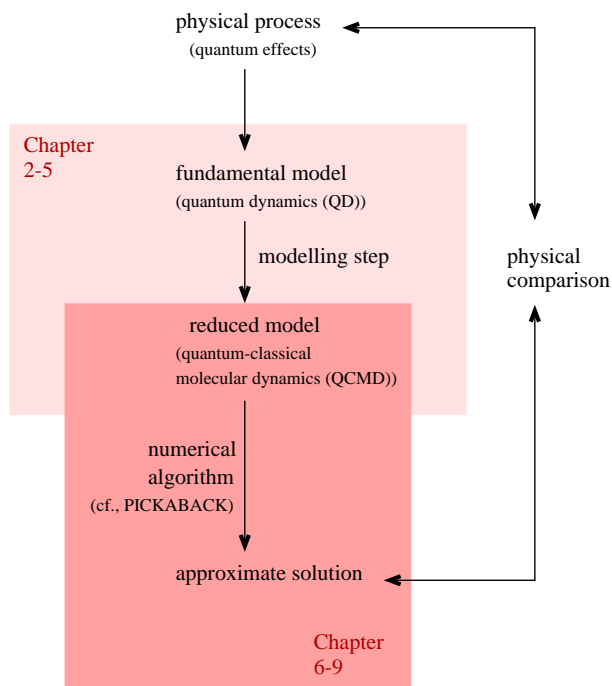 physical process
(quantum effects)
Chapter
2-5
fundamental model
(quantum dynamics (QD))
modelling step
physical
comparison
reduced model
(quantum-classical
molecular dynamics (QCMD))
numerical
algorithm
(cf., PICKABACK)
approximate solution
Chapter
6-9